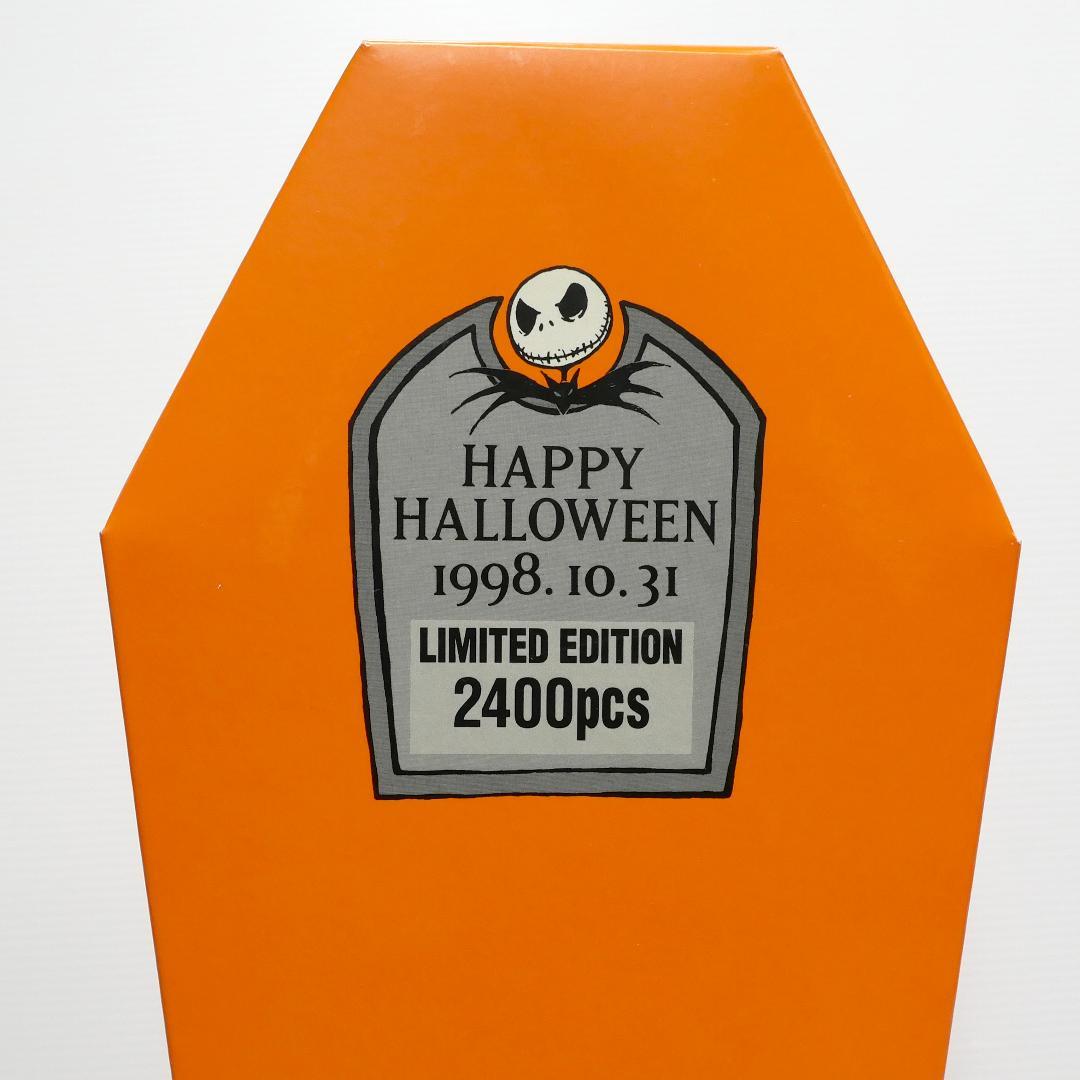 HAPPY
HALLOWEEN
1998. 10. 31
LIMITED EDITION
2400pcs